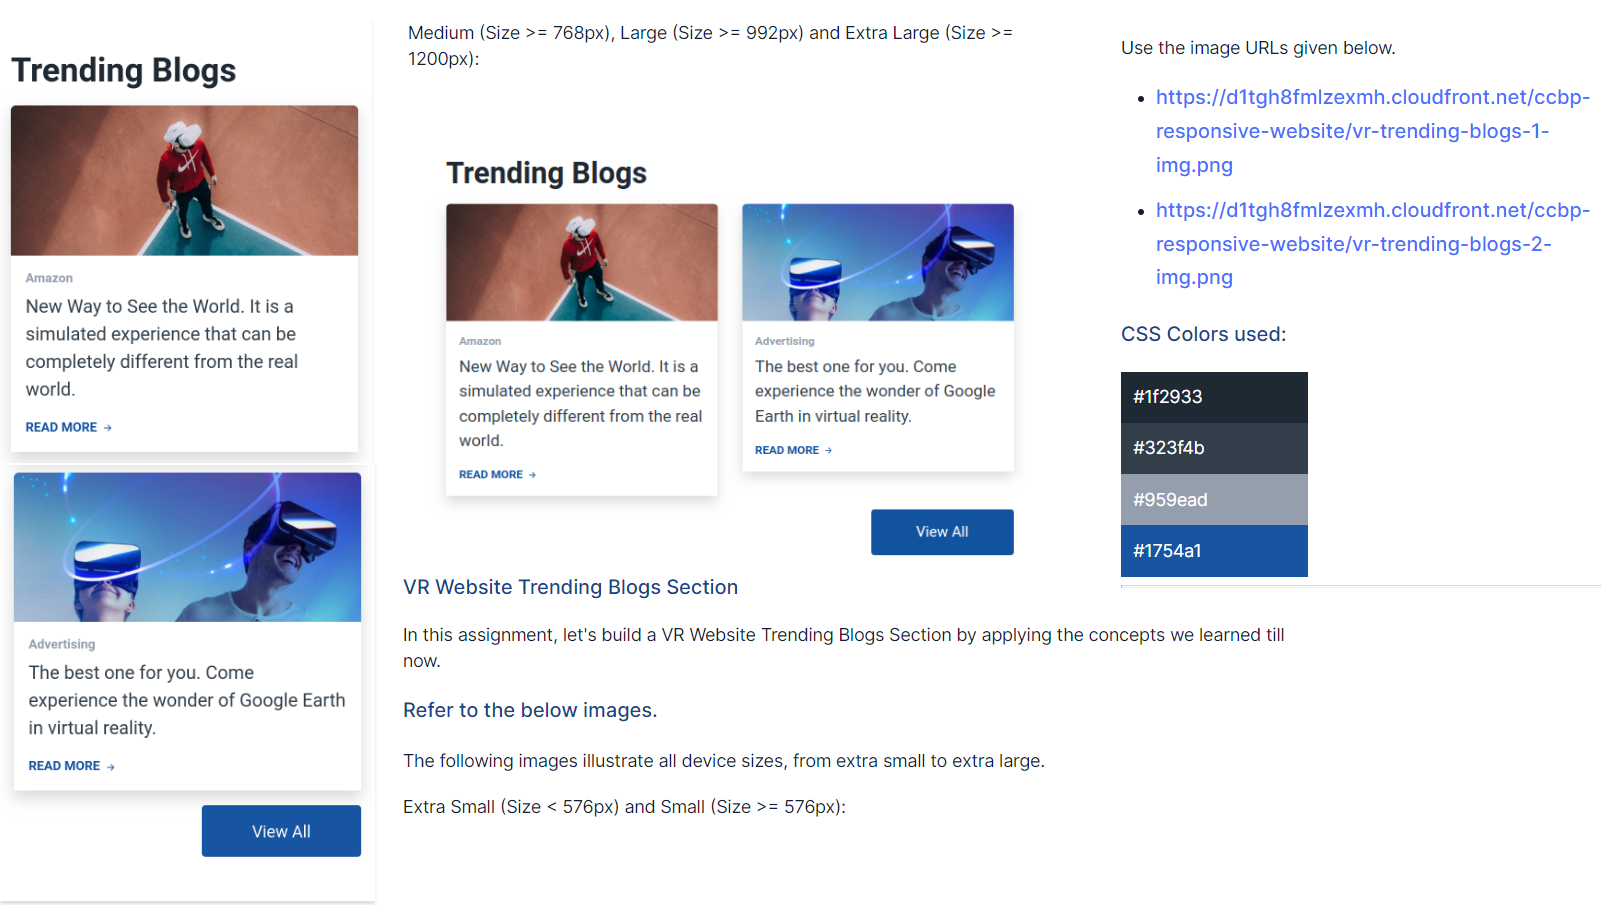 Trending Blogs
Amazon
New Way to See the World. It is a
simulated experience that can be
completely different from the real
world.
READ MORE →
Advertising
The best one for you. Come
experience the wonder of Google Earth
in virtual reality.
READ MORE →
View All
Medium (Size >= 768px), Large (Size >= 992px) and Extra Large (Size >=
1200px):
Trending Blogs
Amazon
New Way to See the World. It is a
simulated experience that can be
completely different from the real
world.
READ MORE →
Advertising
The best one for you. Come
experience the wonder of Google
Earth in virtual reality.
READ MORE →
View All
VR Website Trending Blogs Section
In this assignment, let's build a VR Website Trending Blogs Section by applying the concepts we learned till
now.
Refer to the below images.
The following images illustrate all device sizes, from extra small to extra large.
Extra Small (Size < 576px) and Small (Size >= 576px):
Use the image URLs given below.
• https://d1tgh8fmlzexmh.cloudfront.net/ccbp-
responsive-website/vr-trending-blogs-1-
img.png
• https://d1tgh8fmlzexmh.cloudfront.net/ccbp-
responsive-website/vr-trending-blogs-2-
img.png
CSS Colors used:
#1f2933
#323f4b
#959ead
#1754a1